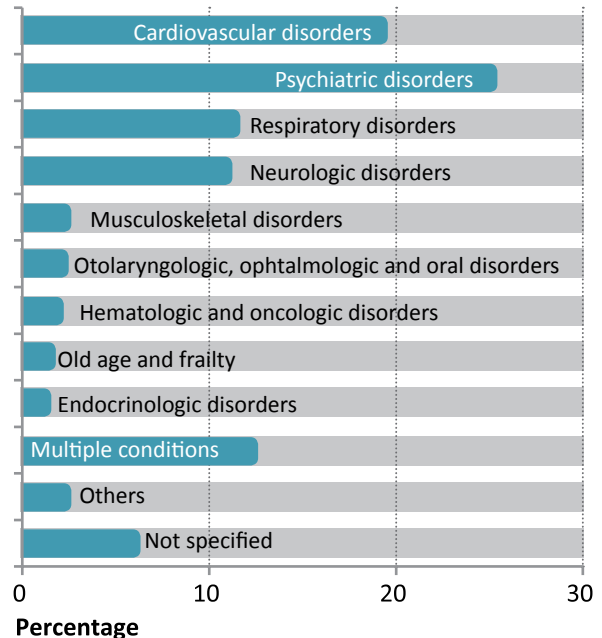 Cardiovascular disorders
Psychiatric disorders
Respiratory disorders
Neurologic disorders
Musculoskeletal disorders
Otolaryngologic, ophtalmologic and oral disorders
Hematologic and oncologic disorders
Old age and frailty
Endocrinologic disorders
Multiple conditions
Others
Not specified
0 10 20 30
Percentage